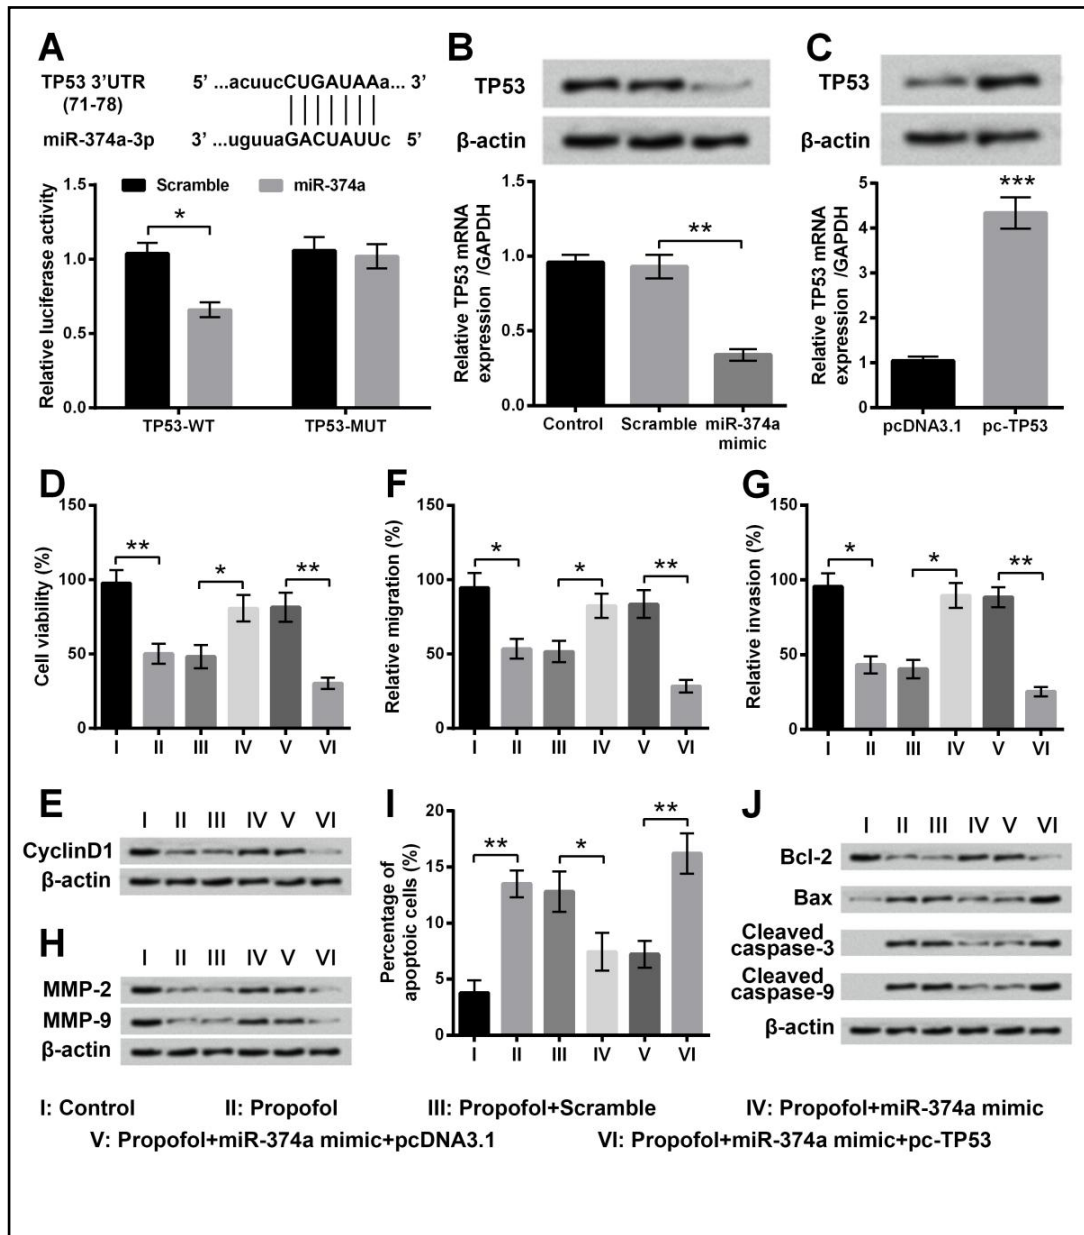 A
TP53 3'UTR 5' ...acuucCUGAUAAa... 3'
(71-78)
miR-374a-3p 3' ...uguuaGACUAUUc 5'
Scramble miR-374a
Relative luciferase activity
1.5
1.0
0.5
0.0
*
TP53-WT TP53-MUT
B
TP53
β-actin
Relative TP53 mRNA
expression /GAPDH
1.5
1.0
0.5
0.0
**
Control Scramble miR-374a
mimic
C
TP53
β-actin
Relative TP53 mRNA
expression /GAPDH
5
4
3
2
1
0
***
pcDNA3.1 pc-TP53
D
Cell viability (%)
150
100
50
0
** * **
I II III IV V VI
F
Relative migration (%)
150
100
50
0
* * **
I II III IV V VI
G
Relative invasion (%)
150
100
50
0
* * **
I II III IV V VI
E
I II III IV V VI
CyclinD1
β-actin
H
I II III IV V VI
MMP-2
MMP-9
β-actin
I
Percentage of
apoptoic cells (%)
20
15
10
5
0
** * **
I II III IV V VI
J
I II III IV V VI
Bcl-2
Bax
Cleaved
caspase-3
Cleaved
caspase-9
β-actin
I: Control II: Propofol III: Propofol+Scramble IV: Propofol+miR-374a mimic
V: Propofol+miR-374a mimic+pcDNA3.1 VI: Propofol+miR-374a mimic+pc-TP53